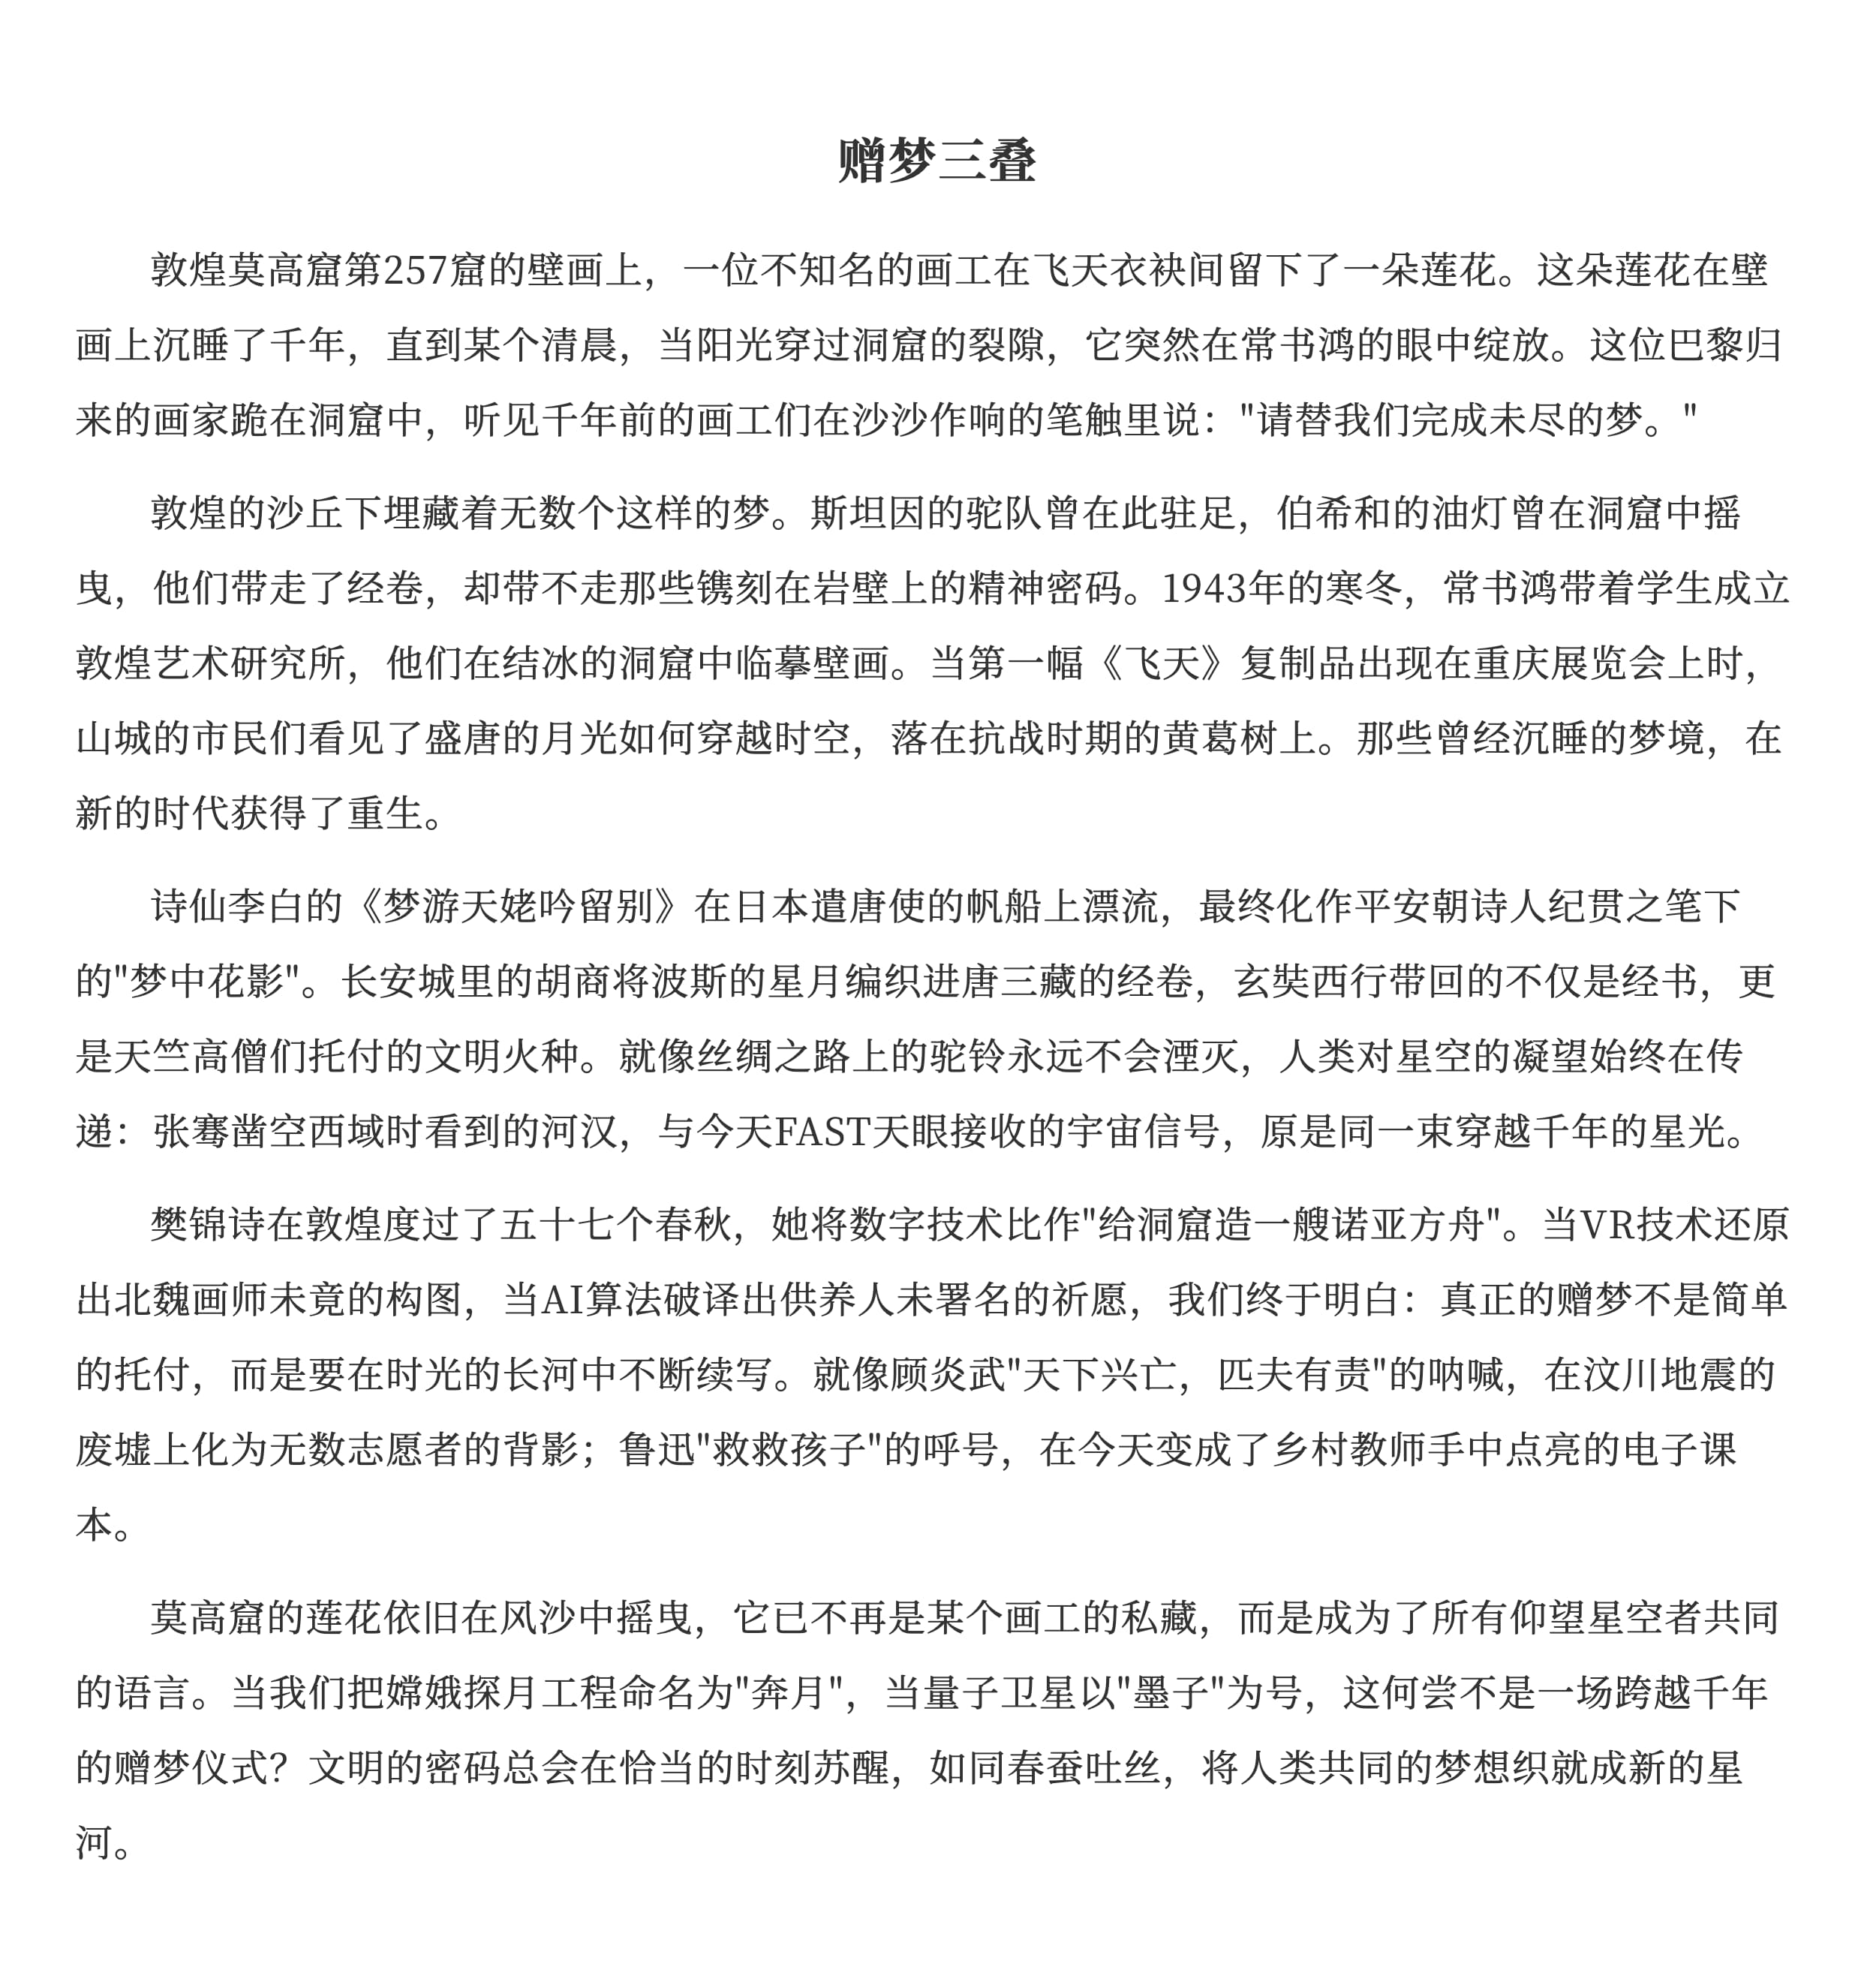 赠梦三叠
敦煌莫高窟第257窟的壁画上，一位不知名的画工在飞天衣袂间留下了一朵莲花。这朵莲花在壁
画上沉睡了千年，直到某个清晨，当阳光穿过洞窟的裂隙，它突然在常书鸿的眼中绽放。这位巴黎归
来的画家跪在洞窟中，听见千年前的画工们在沙沙作响的笔触里说："请替我们完成未尽的梦。"
敦煌的沙丘下埋藏着无数个这样的梦。斯坦因的驼队曾在此驻足，伯希和的油灯曾在洞窟中摇
曳，他们带走了经卷，却带不走那些镌刻在岩壁上的精神密码。1943年的寒冬，常书鸿带着学生成立
敦煌艺术研究所，他们在结冰的洞窟中临摹壁画。当第一幅《飞天》复制品出现在重庆展览会上时，
山城的市民们看见了盛唐的月光如何穿越时空，落在抗战时期的黄葛树上。那些曾经沉睡的梦境，在
新的时代获得了重生。
诗仙李白的《梦游天姥吟留别》在日本遣唐使的帆船上漂流，最终化作平安朝诗人纪贯之笔下
的"梦中花影"。长安城里的胡商将波斯的星月编织进唐三藏的经卷，玄奘西行带回的不仅是经书，更
是天竺高僧们托付的文明火种。就像丝绸之路上的驼铃永远不会湮灭，人类对星空的凝望始终在传
递：张骞凿空西域时看到的河汉，与今天FAST天眼接收的宇宙信号，原是同一束穿越千年的星光。
樊锦诗在敦煌度过了五十七个春秋，她将数字技术比作"给洞窟造一艘诺亚方舟"。当VR技术还原
出北魏画师未竟的构图，当AI算法破译出供养人未署名的祈愿，我们终于明白：真正的赠梦不是简单
的托付，而是要在时光的长河中不断续写。就像顾炎武"天下兴亡，匹夫有责"的呐喊，在汶川地震的
废墟上化为无数志愿者的背影；鲁迅"救救孩子"的呼号，在今天变成了乡村教师手中点亮的电子课
本。
莫高窟的莲花依旧在风沙中摇曳，它已不再是某个画工的私藏，而是成为了所有仰望星空者共同
的语言。当我们把嫦娥探月工程命名为"奔月"，当量子卫星以"墨子"为号，这何尝不是一场跨越千年
的赠梦仪式？文明的密码总会在恰当的时刻苏醒，如同春蚕吐丝，将人类共同的梦想织就成新的星
河。